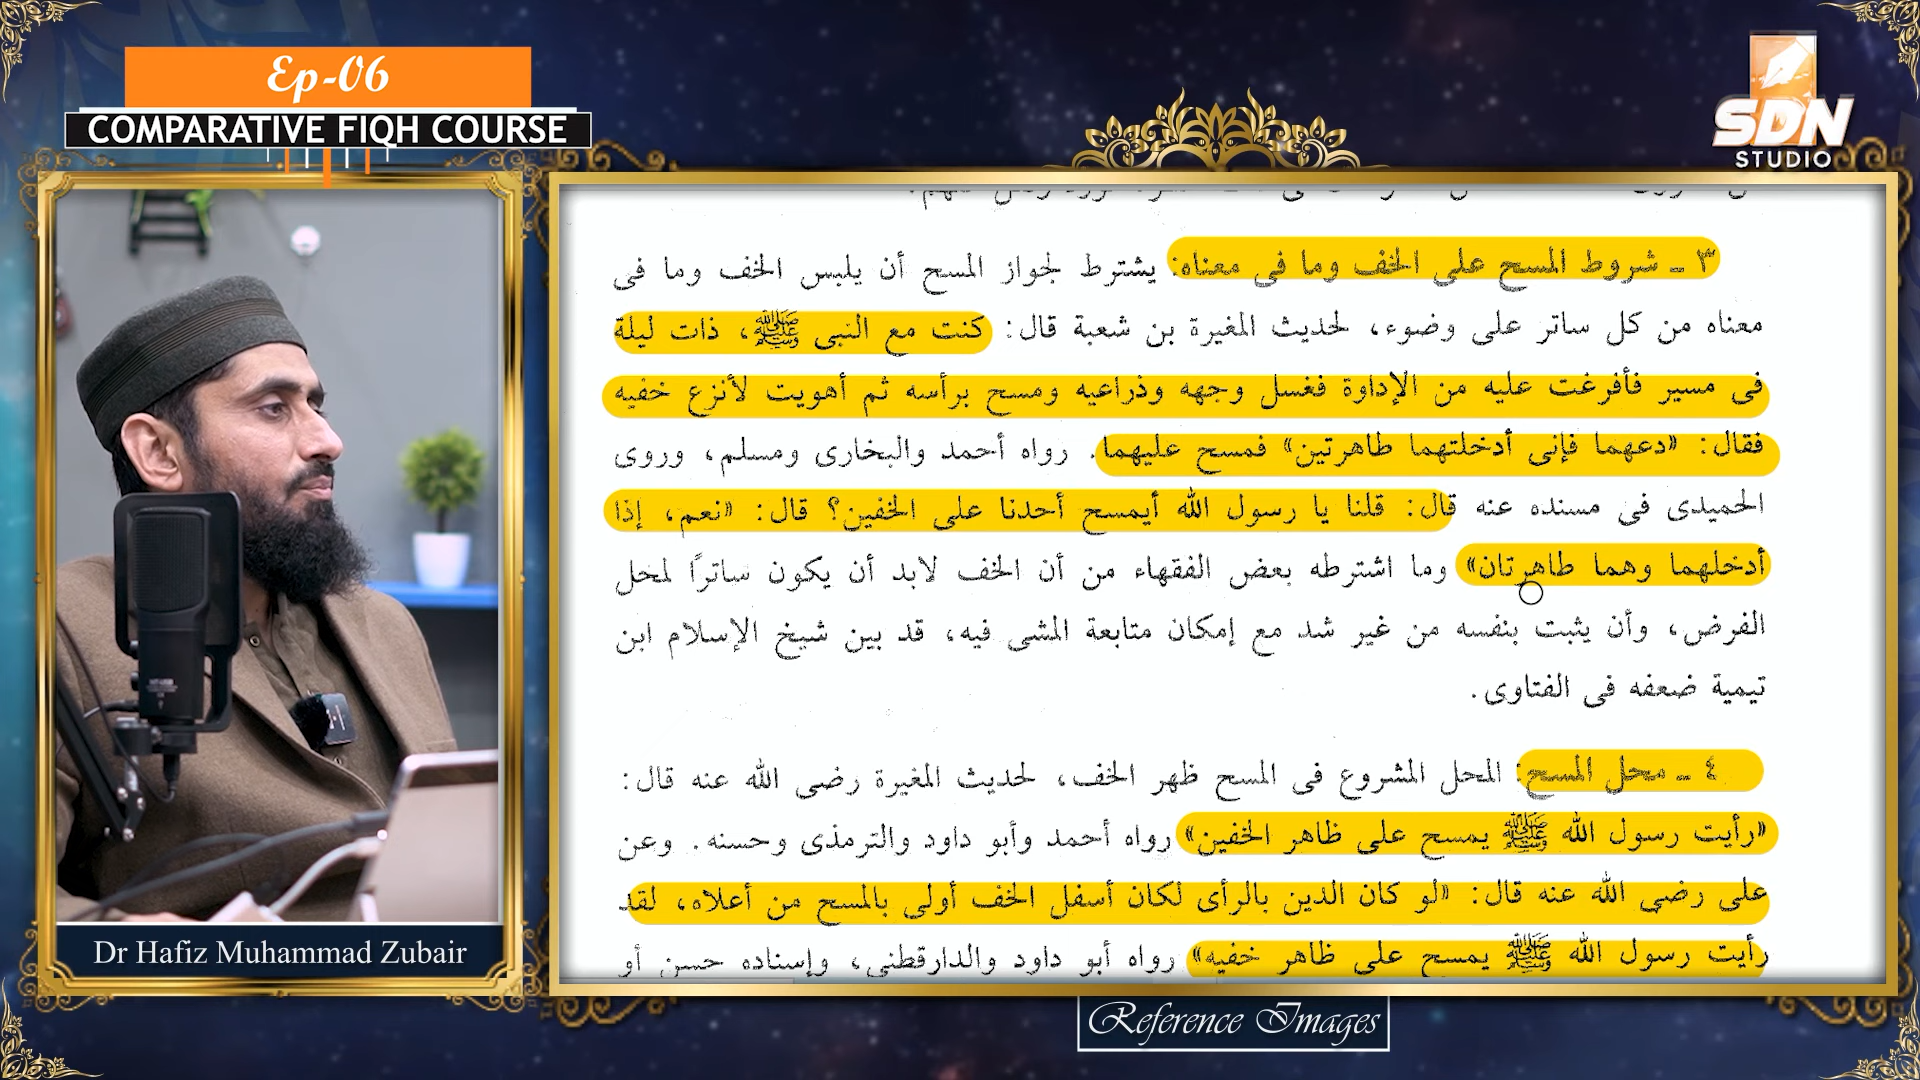 Ep-06
COMPARATIVE FIQH COURSE
SDN
STUDIO
٣ ـ شروط المسح على الخف وما فى معناه: يشترط لجواز المسح أن يلبس الخف وما فى
معناه من كل ساتر على وضوء، لحديث المغيرة بن شعبة قال: كنت مع النبى ﷺ، ذات ليلة
فى مسير فأفرغت عليه من الإداوة فغسل وجهه وذراعيه ومسح برأسه ثم أهويت لأنزع خفيه
فقال: «دعهما فإنى أدخلتهما طاهرتين» فمسح عليهما. رواه أحمد والبخارى ومسلم، وروى
الحميدى فى مسنده عنه قال: قلنا يا رسول الله أيمسح أحدنا على الخفين؟ قال: «نعم، إذا
أدخلهما وهما طاهرتان» وما اشترطه بعض الفقهاء من أن الخف لابد أن يكون ساتراً لمحل
الفرض، وأن يثبت بنفسه من غير شد مع إمكان متابعة المشى فيه، قد بين شيخ الإسلام ابن
تيمية ضعفه فى الفتاوى.
٤ ـ محل المسح: المحل المشروع فى المسح ظهر الخف، لحديث المغيرة رضى الله عنه قال:
«رأيت رسول الله ﷺ يمسح على ظاهر الخفين» رواه أحمد وأبو داود والترمذى وحسنه. وعن
على رضى الله عنه قال: «لو كان الدين بالرأى لكان أسفل الخف أولى بالمسح من أعلاه، لقد
رأيت رسول الله ﷺ يمسح على ظاهر خفيه» رواه أبو داود والدارقطنى، وإسناده حسن أو
Dr Hafiz Muhammad Zubair
Reference Images